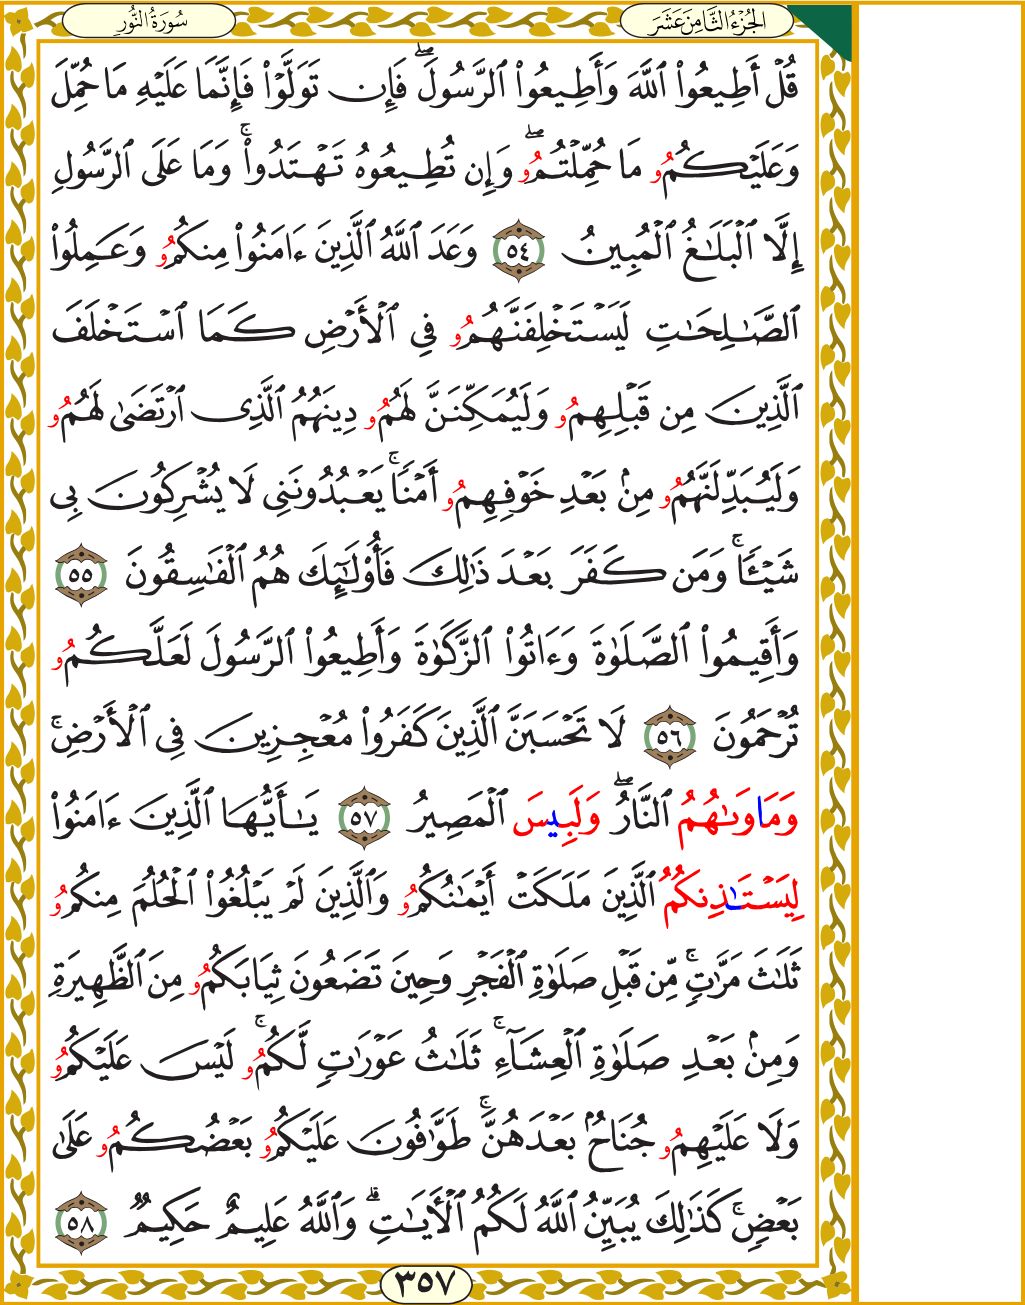 الجُزْءُ الثَّامِنَ عَشَرَ
سُورَةُ النُّورِ
قُلْ أَطِيعُواْ ٱللَّهَ وَأَطِيعُواْ ٱلرَّسُولَۖ فَإِن تَوَلَّوْاْ فَإِنَّمَا عَلَيْهِ مَا حُمِّلَ
وَعَلَيْكُمُۥ مَا حُمِّلْتُمُۥۖ وَإِن تُطِيعُوهُ تَهْتَدُواْۚ وَمَا عَلَى ٱلرَّسُولِ
إِلَّا ٱلْبَلَٰغُ ٱلْمُبِينُ ٥٤ وَعَدَ ٱللَّهُ ٱلَّذِينَ ءَامَنُواْ مِنكُمُۥ وَعَمِلُواْ
ٱلصَّٰلِحَٰتِ لَيَسْتَخْلِفَنَّهُمُۥ فِي ٱلْأَرْضِ كَمَا ٱسْتَخْلَفَ
ٱلَّذِينَ مِن قَبْلِهِمُۥ وَلَيُمَكِّنَنَّ لَهُمُۥ دِينَهُمُ ٱلَّذِى ٱرْتَضَىٰ لَهُمُۥ
وَلَيُبَدِّلَنَّهُمُۥ مِنۢ بَعْدِ خَوْفِهِمُۥ أَمْنًاۚ يَعْبُدُونَنِى لَا يُشْرِكُونَ بِى
شَيْـًٔاۚ وَمَن كَفَرَ بَعْدَ ذَٰلِكَ فَأُوْلَٰٓئِكَ هُمُ ٱلْفَٰسِقُونَ ٥٥
وَأَقِيمُواْ ٱلصَّلَوٰةَ وَءَاتُواْ ٱلزَّكَوٰةَ وَأَطِيعُواْ ٱلرَّسُولَ لَعَلَّكُمُۥ
تُرْحَمُونَ ٥٦ لَا تَحْسَبَنَّ ٱلَّذِينَ كَفَرُواْ مُعْجِزِينَ فِى ٱلْأَرْضِۚ
وَمَاوَىٰهُمُ ٱلنَّارُۖ وَلَبِيسَ ٱلْمَصِيرُ ٥٧ يَٰٓأَيُّهَا ٱلَّذِينَ ءَامَنُواْ
لِيَسْتَٰذِنكُمُ ٱلَّذِينَ مَلَكَتْ أَيْمَٰنُكُمُۥ وَٱلَّذِينَ لَمْ يَبْلُغُواْ ٱلْحُلُمَ مِنكُمُۥ
ثَلَٰثَ مَرَّٰتٍۚ مِّن قَبْلِ صَلَوٰةِ ٱلْفَجْرِ وَحِينَ تَضَعُونَ ثِيَابَكُمُۥ مِنَ ٱلظَّهِيرَةِ
وَمِنۢ بَعْدِ صَلَوٰةِ ٱلْعِشَآءِۚ ثَلَٰثُ عَوْرَٰتٍ لَّكُمُۥۚ لَيْسَ عَلَيْكُمُۥ
وَلَا عَلَيْهِمُۥ جُنَاحٌۢ بَعْدَهُنَّۚ طَوَّٰفُونَ عَلَيْكُمُۥ بَعْضُكُمُۥ عَلَىٰ
بَعْضٍۚ كَذَٰلِكَ يُبَيِّنُ ٱللَّهُ لَكُمُ ٱلْأٓيَٰتِۗ وَٱللَّهُ عَلِيمٌ حَكِيمٌ ٥٨
٣٥٧